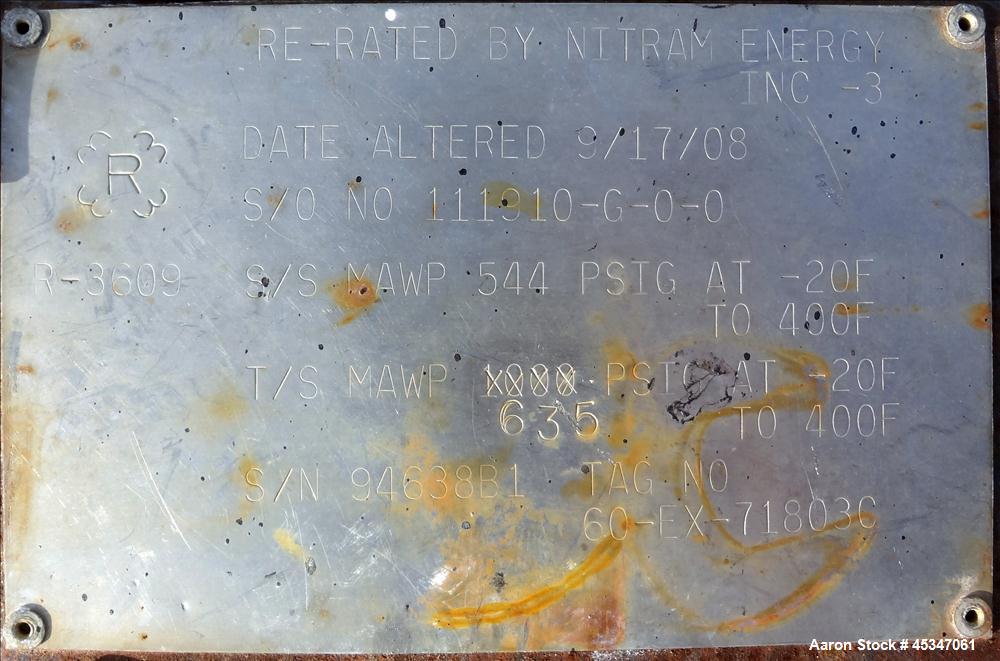 RE-RATED BY NITRAM ENERGY
INC -3
R
DATE ALTERED 9/17/08
S/O NO 111910-G-0-0
R-3609 S/S MAWP 544 PSIG AT -20F
TO 400F
T/S MAWP PSIG AT -20F
635 TO 400F
S/N 94638B1 TAG NO
60-EX-71803C
Aaron Stock # 45347061